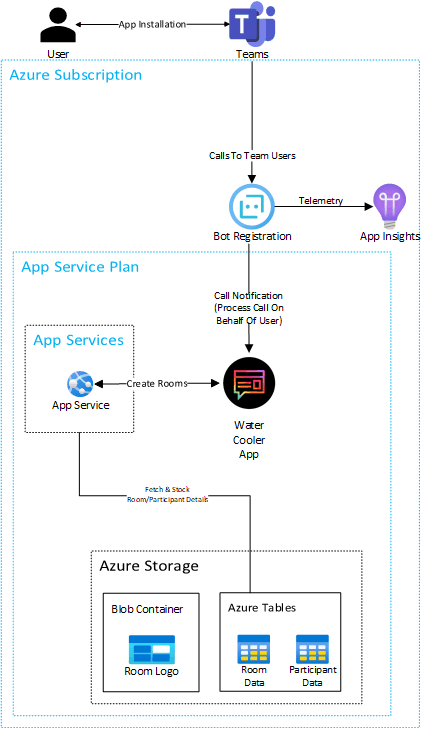 App Installation
User
Teams
Azure Subscription
Calls To Team Users
Telemetry
Bot Registration
App Insights
App Service Plan
Call Notification
(Process Call On
Behalf Of User)
App Services
Create Rooms
App Service
Water
Cooler
App
Fetch & Stock
Room/Participant Details
Azure Storage
Blob Container
Azure Tables
Room Logo
Room
Data
Participant
Data